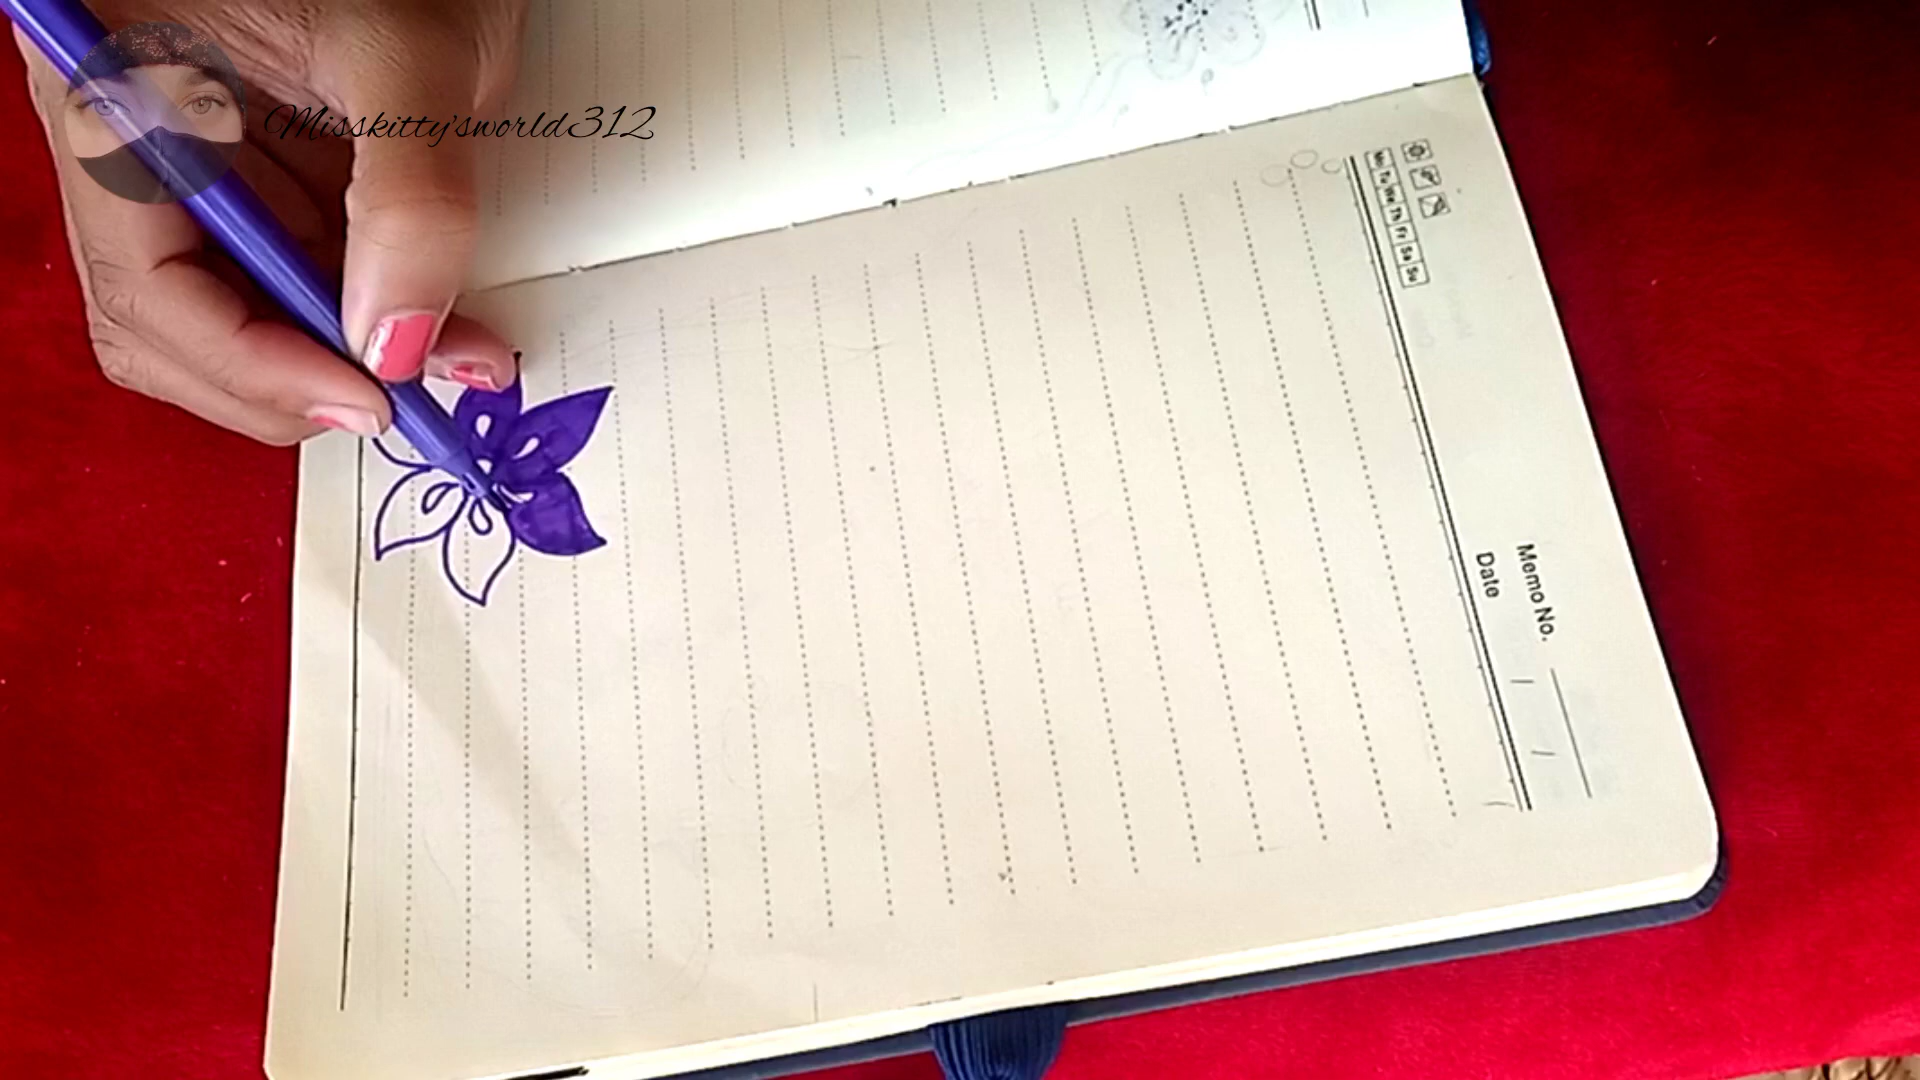 Misskitty'sworld312
Mo Tu We Th Fr Sa Su
Memo No.
Date / /